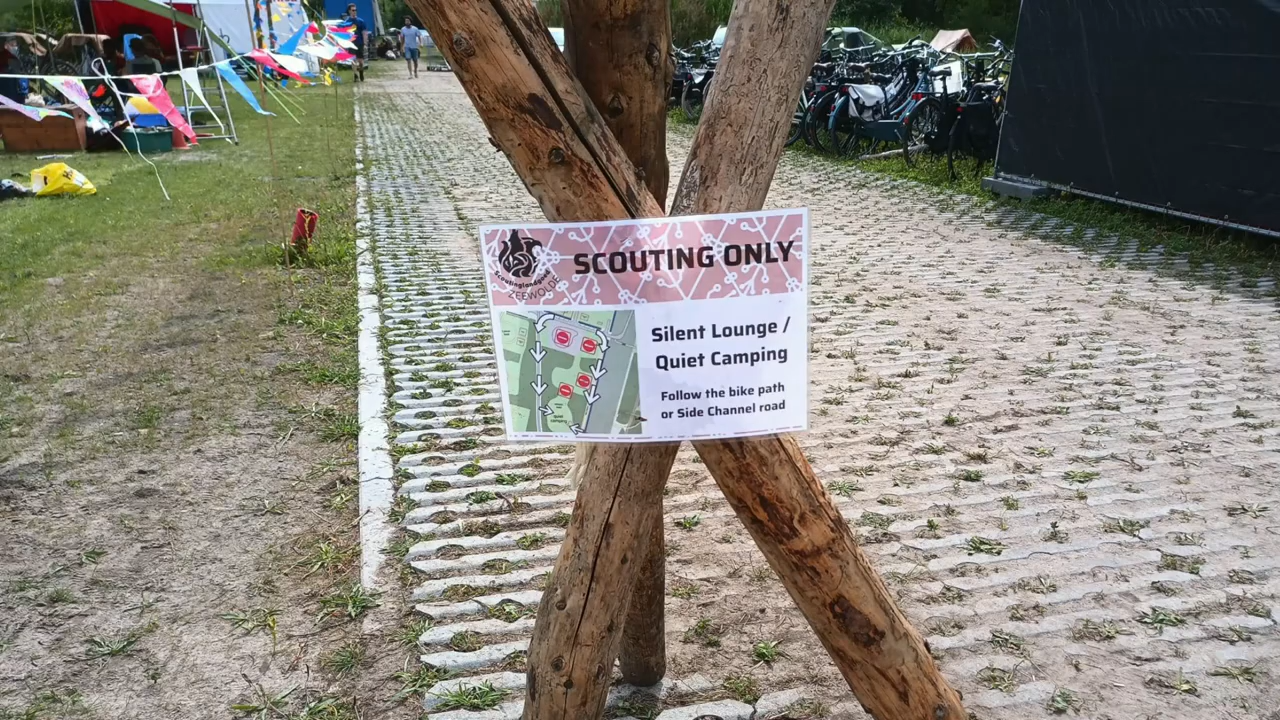 SCOUTING ONLY
Scoutinglandgoed
ZEEWOLDE
Silent Lounge /
Quiet Camping
Follow the bike path
or Side Channel road